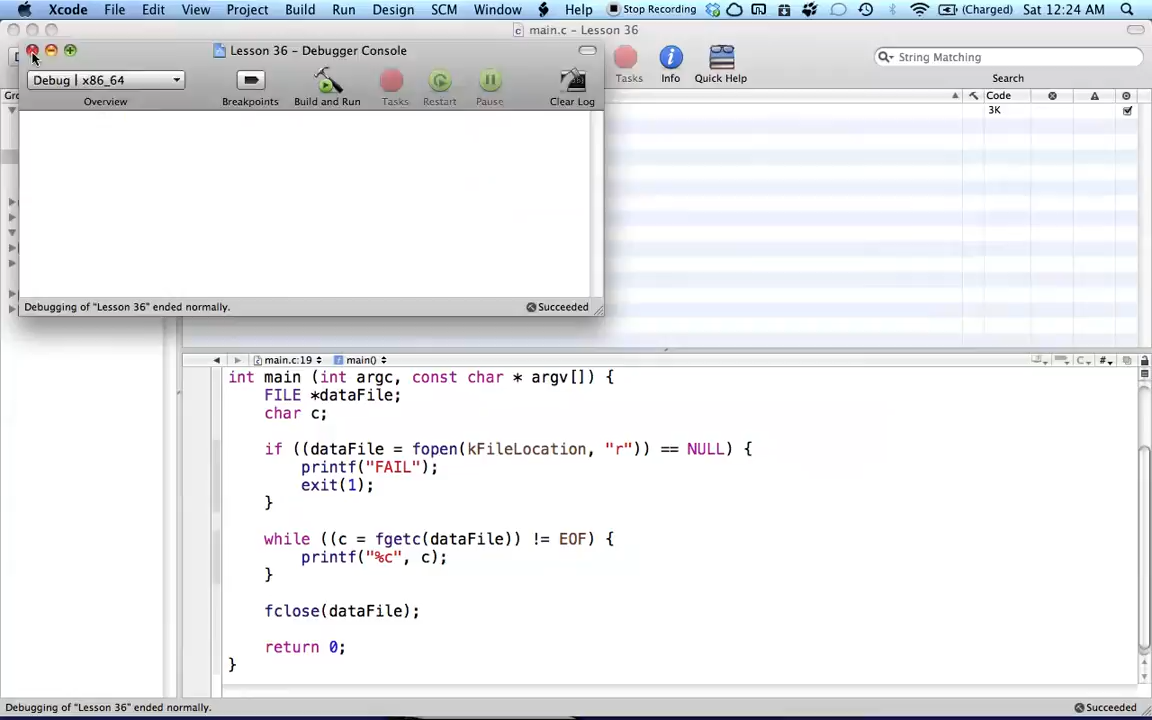 Xcode File Edit View Project Build Run Design SCM Window Help Stop Recording (Charged) Sat 12:24 AM
main.c - Lesson 36
Lesson 36 - Debugger Console
Debug | x86_64
Overview Breakpoints Build and Run Tasks Restart Pause Clear Log
Tasks Info Quick Help
String Matching
Search
Code
3K
Debugging of "Lesson 36" ended normally. Succeeded
main.c:19 main()
int main (int argc, const char * argv[]) {
FILE *dataFile;
char c;
if ((dataFile = fopen(kFileLocation, "r")) == NULL) {
printf("FAIL");
exit(1);
}
while ((c = fgetc(dataFile)) != EOF) {
printf("%c", c);
}
fclose(dataFile);
return 0;
}
Debugging of "Lesson 36" ended normally. Succeeded